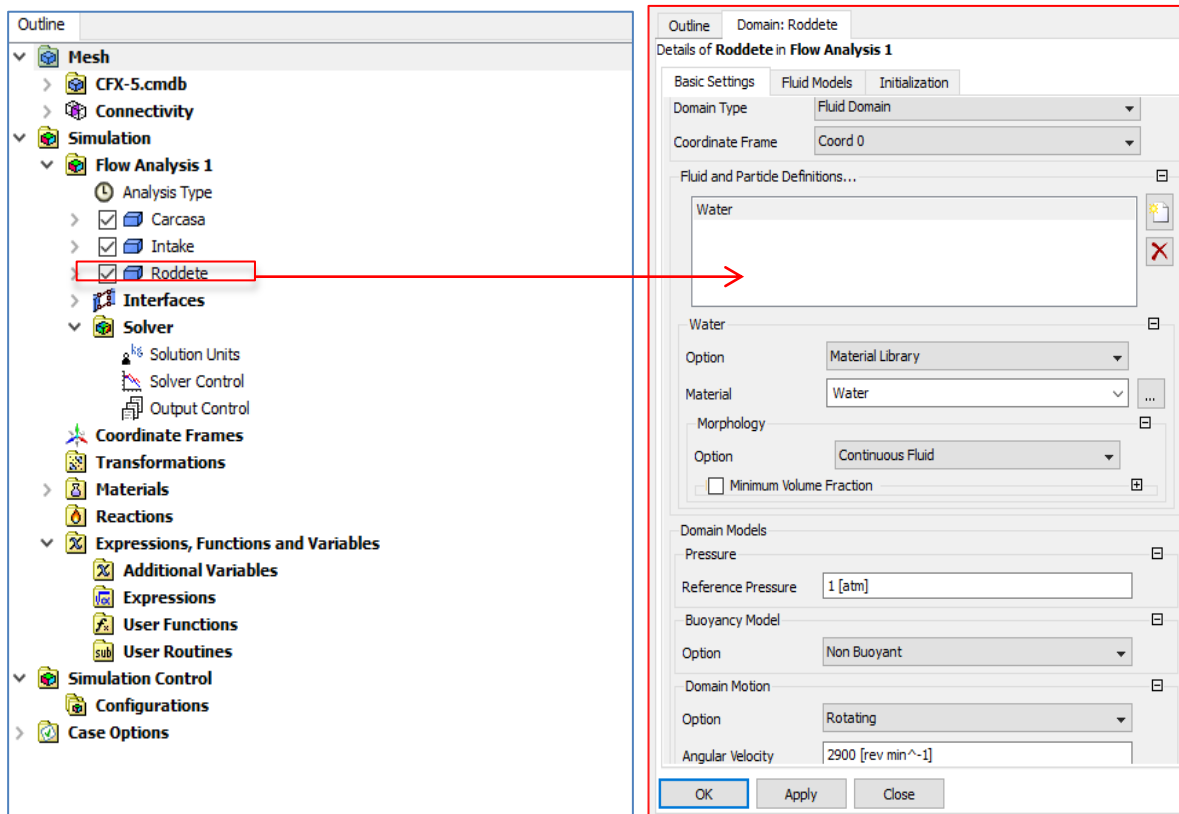 Outline
Mesh
CFX-5.cmdb
Connectivity
Simulation
Flow Analysis 1
Analysis Type
Carcasa
Intake
Roddete
Interfaces
Solver
Solution Units
Solver Control
Output Control
Coordinate Frames
Transformations
Materials
Reactions
Expressions, Functions and Variables
Additional Variables
Expressions
User Functions
User Routines
Simulation Control
Configurations
Case Options
Outline Domain: Roddete
Details of Roddete in Flow Analysis 1
Basic Settings Fluid Models Initialization
Domain Type Fluid Domain
Coordinate Frame Coord 0
Fluid and Particle Definitions...
Water
Water
Option Material Library
Material Water ...
Morphology
Option Continuous Fluid
Minimum Volume Fraction
Domain Models
Pressure
Reference Pressure 1 [atm]
Buoyancy Model
Option Non Buoyant
Domain Motion
Option Rotating
Angular Velocity 2900 [rev min^-1]
OK Apply Close